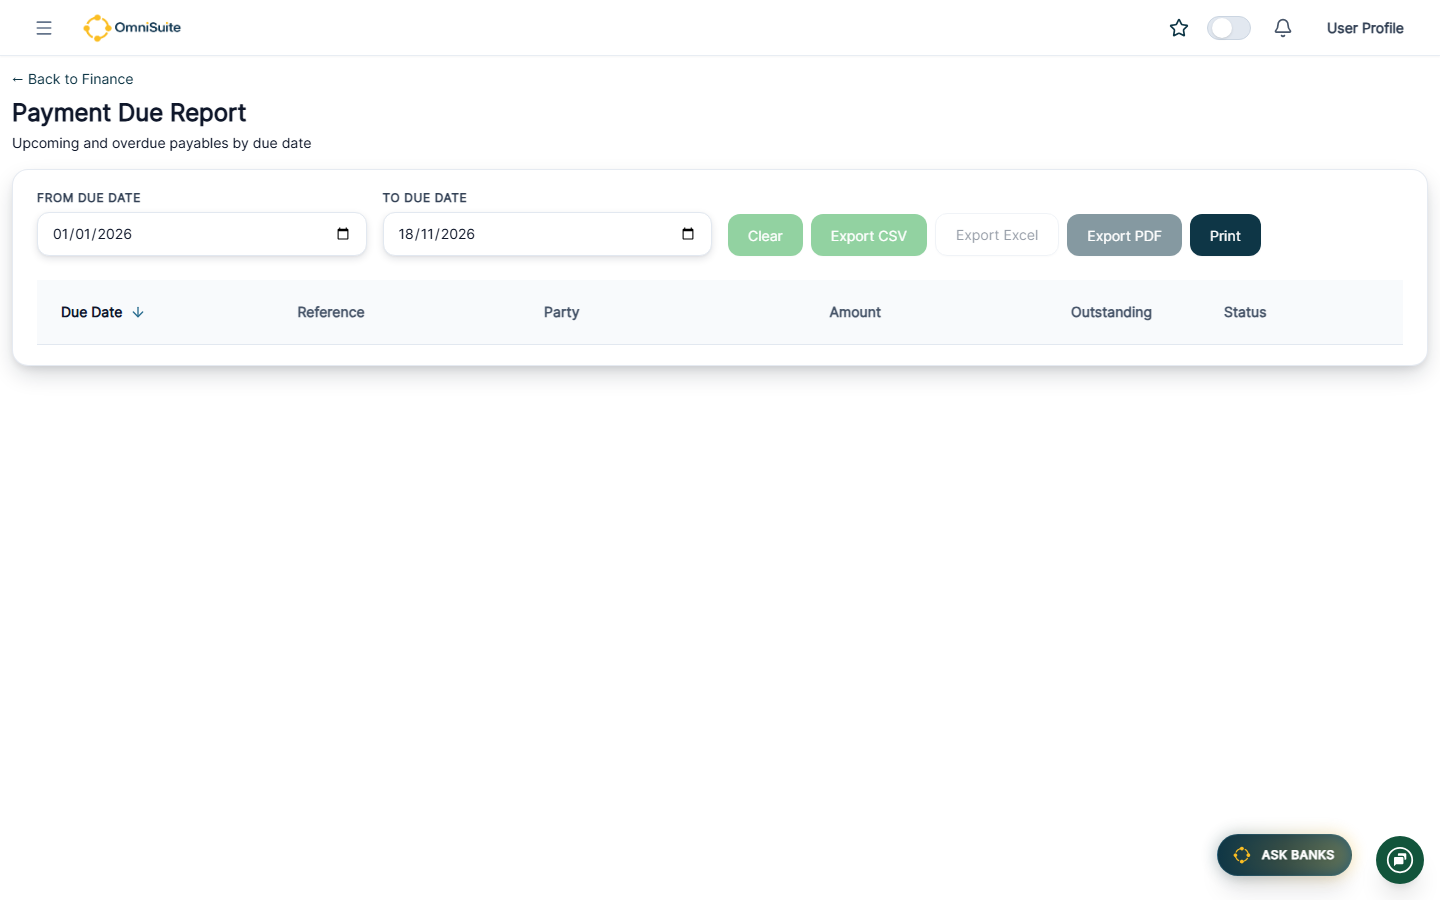 OmniSuite
User Profile
← Back to Finance
Payment Due Report
Upcoming and overdue payables by due date
FROM DUE DATE
TO DUE DATE
01/01/2026
18/11/2026
Clear
Export CSV
Export Excel
Export PDF
Print
Due Date ↓ Reference Party Amount Outstanding Status
ASK BANKS